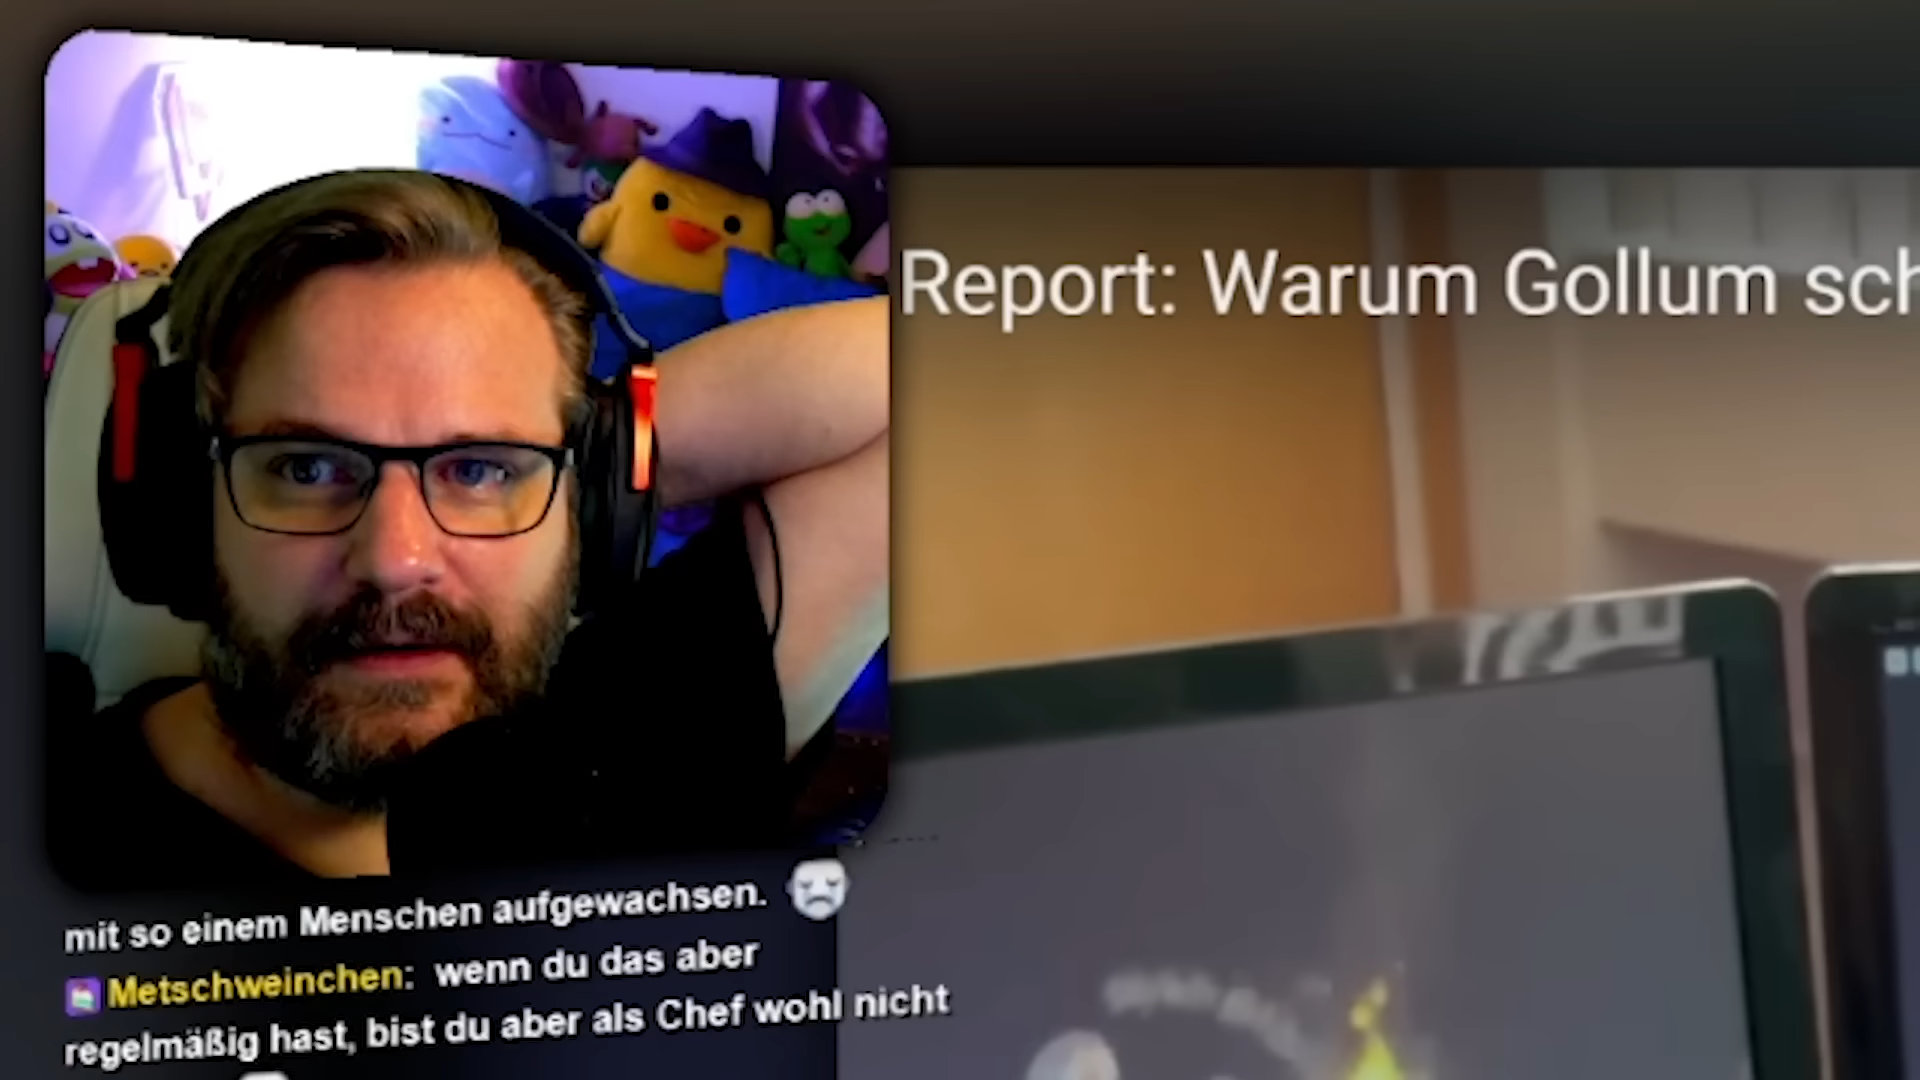 Report: Warum Gollum sch
mit so einem Menschen aufgewachsen.
Metschweinchen: wenn du das aber
regelmäßig hast, bist du aber als Chef wohl nicht